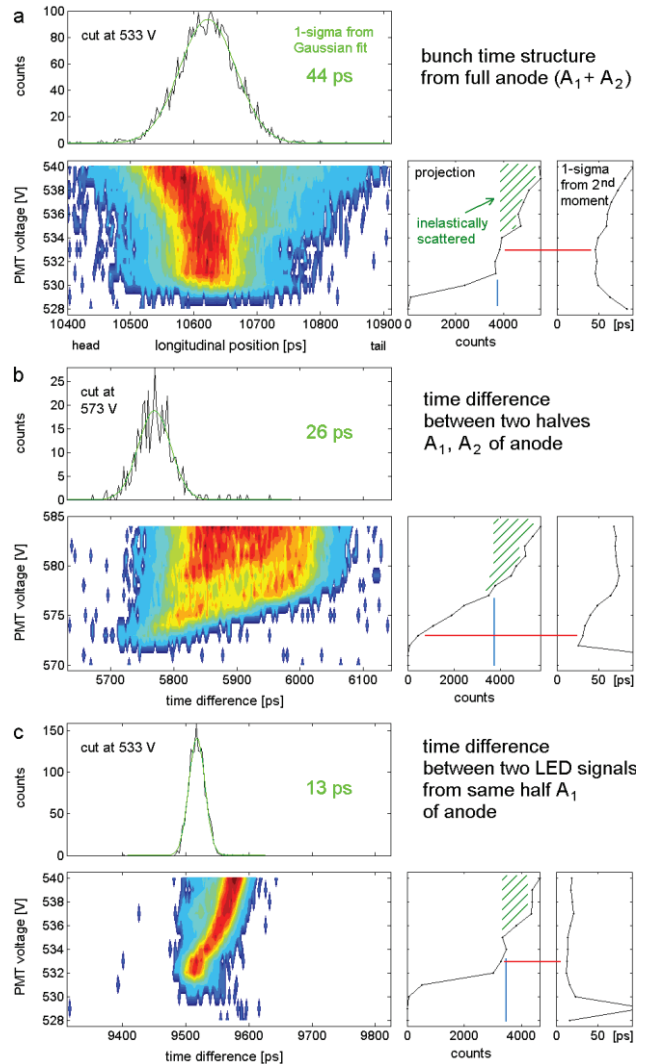 a
cut at 533 V
1-sigma from
Gaussian fit
44 ps
counts
100
80
60
40
20
0
bunch time structure
from full anode (A₁ + A₂)
PMT voltage [V]
540
538
536
534
532
530
528
10400 10500 10600 10700 10800 10900
head longitudinal position [ps] tail
projection
inelastically
scattered
0 2000 4000
counts
1-sigma
from 2nd
moment
0 50 [ps]
b
cut at
573 V
26 ps
counts
25
20
15
10
5
0
time difference
between two halves
A₁, A₂ of anode
PMT voltage [V]
585
580
575
570
5700 5800 5900 6000 6100
time difference [ps]
0 2000 4000
counts
0 50 [ps]
c
cut at 533 V
13 ps
counts
150
100
50
0
time difference
between two LED signals
from same half A₁
of anode
PMT voltage [V]
540
538
536
534
532
530
528
9400 9500 9600 9700 9800
time difference [ps]
0 2000 4000
counts
0 50 [ps]